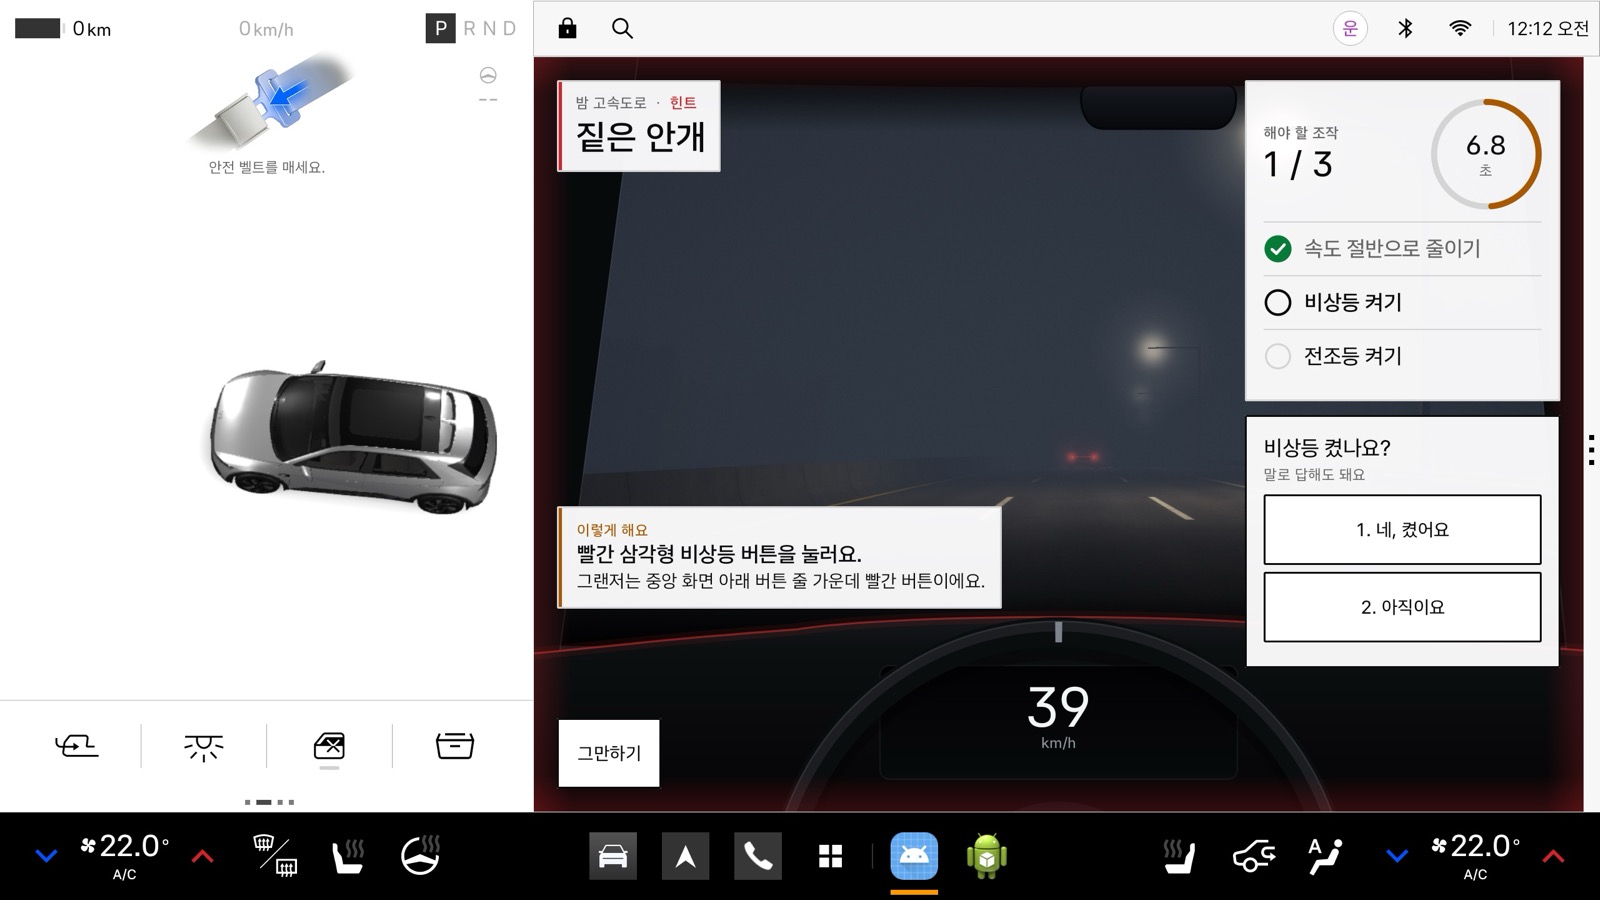 0 km
0 km/h
P R N D
--
안전 벨트를 매세요.
운
12:12 오전
밤 고속도로 · 힌트
짙은 안개
해야 할 조작
1 / 3
6.8
초
속도 절반으로 줄이기
비상등 켜기
전조등 켜기
비상등 켰나요?
말로 답해도 돼요
1. 네, 켰어요
2. 아직이요
이렇게 해요
빨간 삼각형 비상등 버튼을 눌러요.
그랜저는 중앙 화면 아래 버튼 줄 가운데 빨간 버튼이에요.
39
km/h
그만하기
22.0°
A/C
A
22.0°
A/C